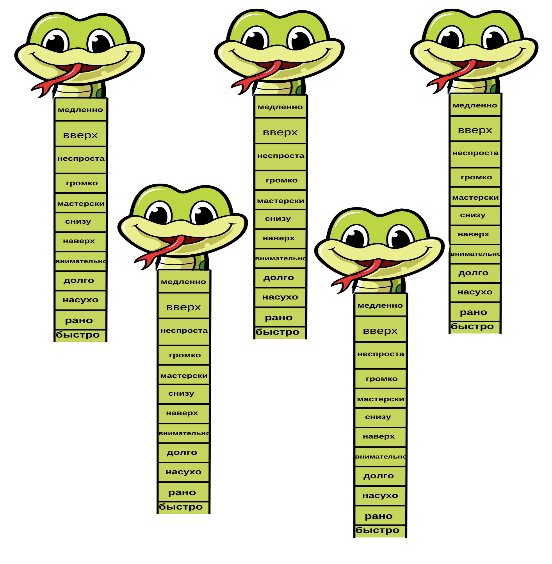 медленно
вверх
неспроста
громко
мастерски
снизу
наверх
внимательно
долго
насухо
рано
быстро
медленно
вверх
неспроста
громко
мастерски
снизу
наверх
внимательно
долго
насухо
рано
быстро
медленно
вверх
неспроста
громко
мастерски
снизу
наверх
внимательно
долго
насухо
рано
быстро
медленно
вверх
неспроста
громко
мастерски
снизу
наверх
внимательно
долго
насухо
рано
быстро
медленно
вверх
неспроста
громко
мастерски
снизу
наверх
внимательно
долго
насухо
рано
быстро